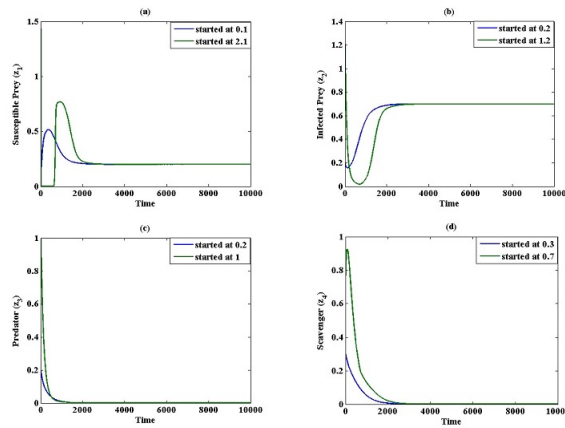 (a)
started at 0.1
started at 2.1
Susceptible Prey (z1)
1.5
1
0.5
0
0 2000 4000 6000 8000 10000
Time
(b)
started at 0.2
started at 1.2
Infected Prey (z2)
1.4
1.2
1
0.8
0.6
0.4
0.2
0
0 2000 4000 6000 8000 10000
Time
(c)
started at 0.2
started at 1
Predator (z3)
1
0.8
0.6
0.4
0.2
0
0 2000 4000 6000 8000 10000
Time
(d)
started at 0.3
started at 0.7
Scavenger (z4)
1
0.8
0.6
0.4
0.2
0
0 2000 4000 6000 8000 10000
Time